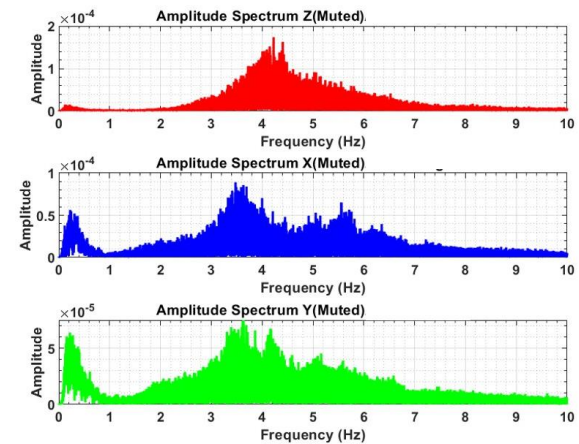 Amplitude Spectrum Z(Muted)
×10⁻⁴
2
1
0
Amplitude
0 1 2 3 4 5 6 7 8 9 10
Frequency (Hz)
Amplitude Spectrum X(Muted)
×10⁻⁴
1
0.5
0
Amplitude
0 1 2 3 4 5 6 7 8 9 10
Frequency (Hz)
Amplitude Spectrum Y(Muted)
×10⁻⁵
5
0
Amplitude
0 1 2 3 4 5 6 7 8 9 10
Frequency (Hz)